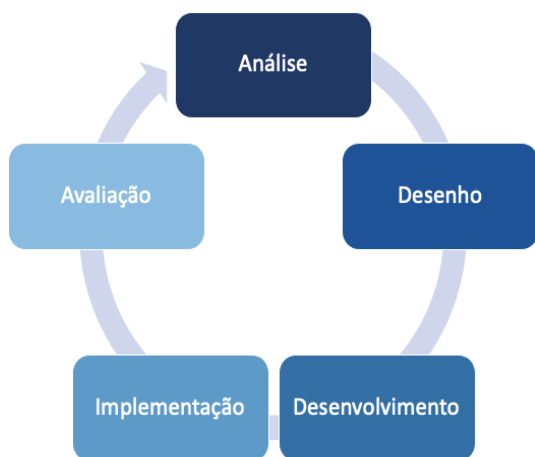 Análise
Desenho
Desenvolvimento
Implementação
Avaliação